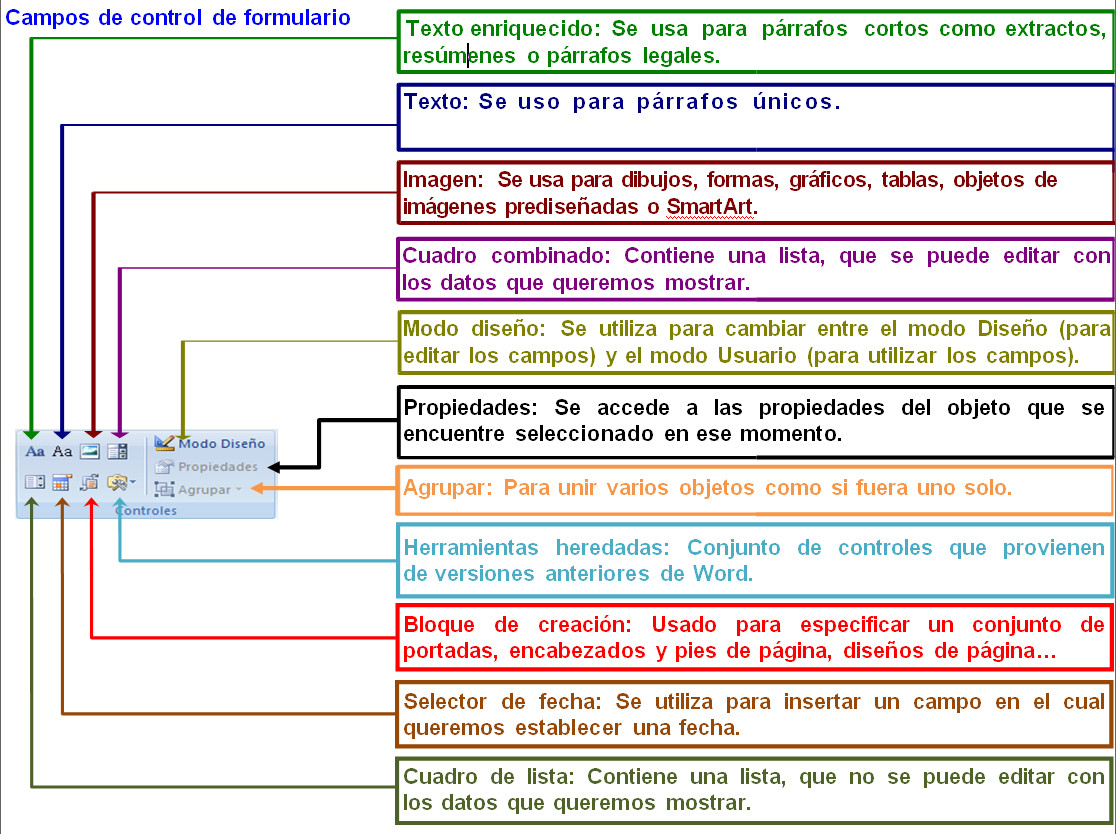 Campos de control de formulario
Texto enriquecido: Se usa para párrafos cortos como extractos,
resúmenes o párrafos legales.
Texto: Se uso para párrafos únicos.
Imagen: Se usa para dibujos, formas, gráficos, tablas, objetos de
imágenes prediseñadas o SmartArt.
Cuadro combinado: Contiene una lista, que se puede editar con
los datos que queremos mostrar.
Modo diseño: Se utiliza para cambiar entre el modo Diseño (para
editar los campos) y el modo Usuario (para utilizar los campos).
Propiedades: Se accede a las propiedades del objeto que se
encuentre seleccionado en ese momento.
Aa Aa Modo Diseño
Propiedades
Agrupar
Controles
Agrupar: Para unir varios objetos como si fuera uno solo.
Herramientas heredadas: Conjunto de controles que provienen
de versiones anteriores de Word.
Bloque de creación: Usado para especificar un conjunto de
portadas, encabezados y pies de página, diseños de página...
Selector de fecha: Se utiliza para insertar un campo en el cual
queremos establecer una fecha.
Cuadro de lista: Contiene una lista, que no se puede editar con
los datos que queremos mostrar.